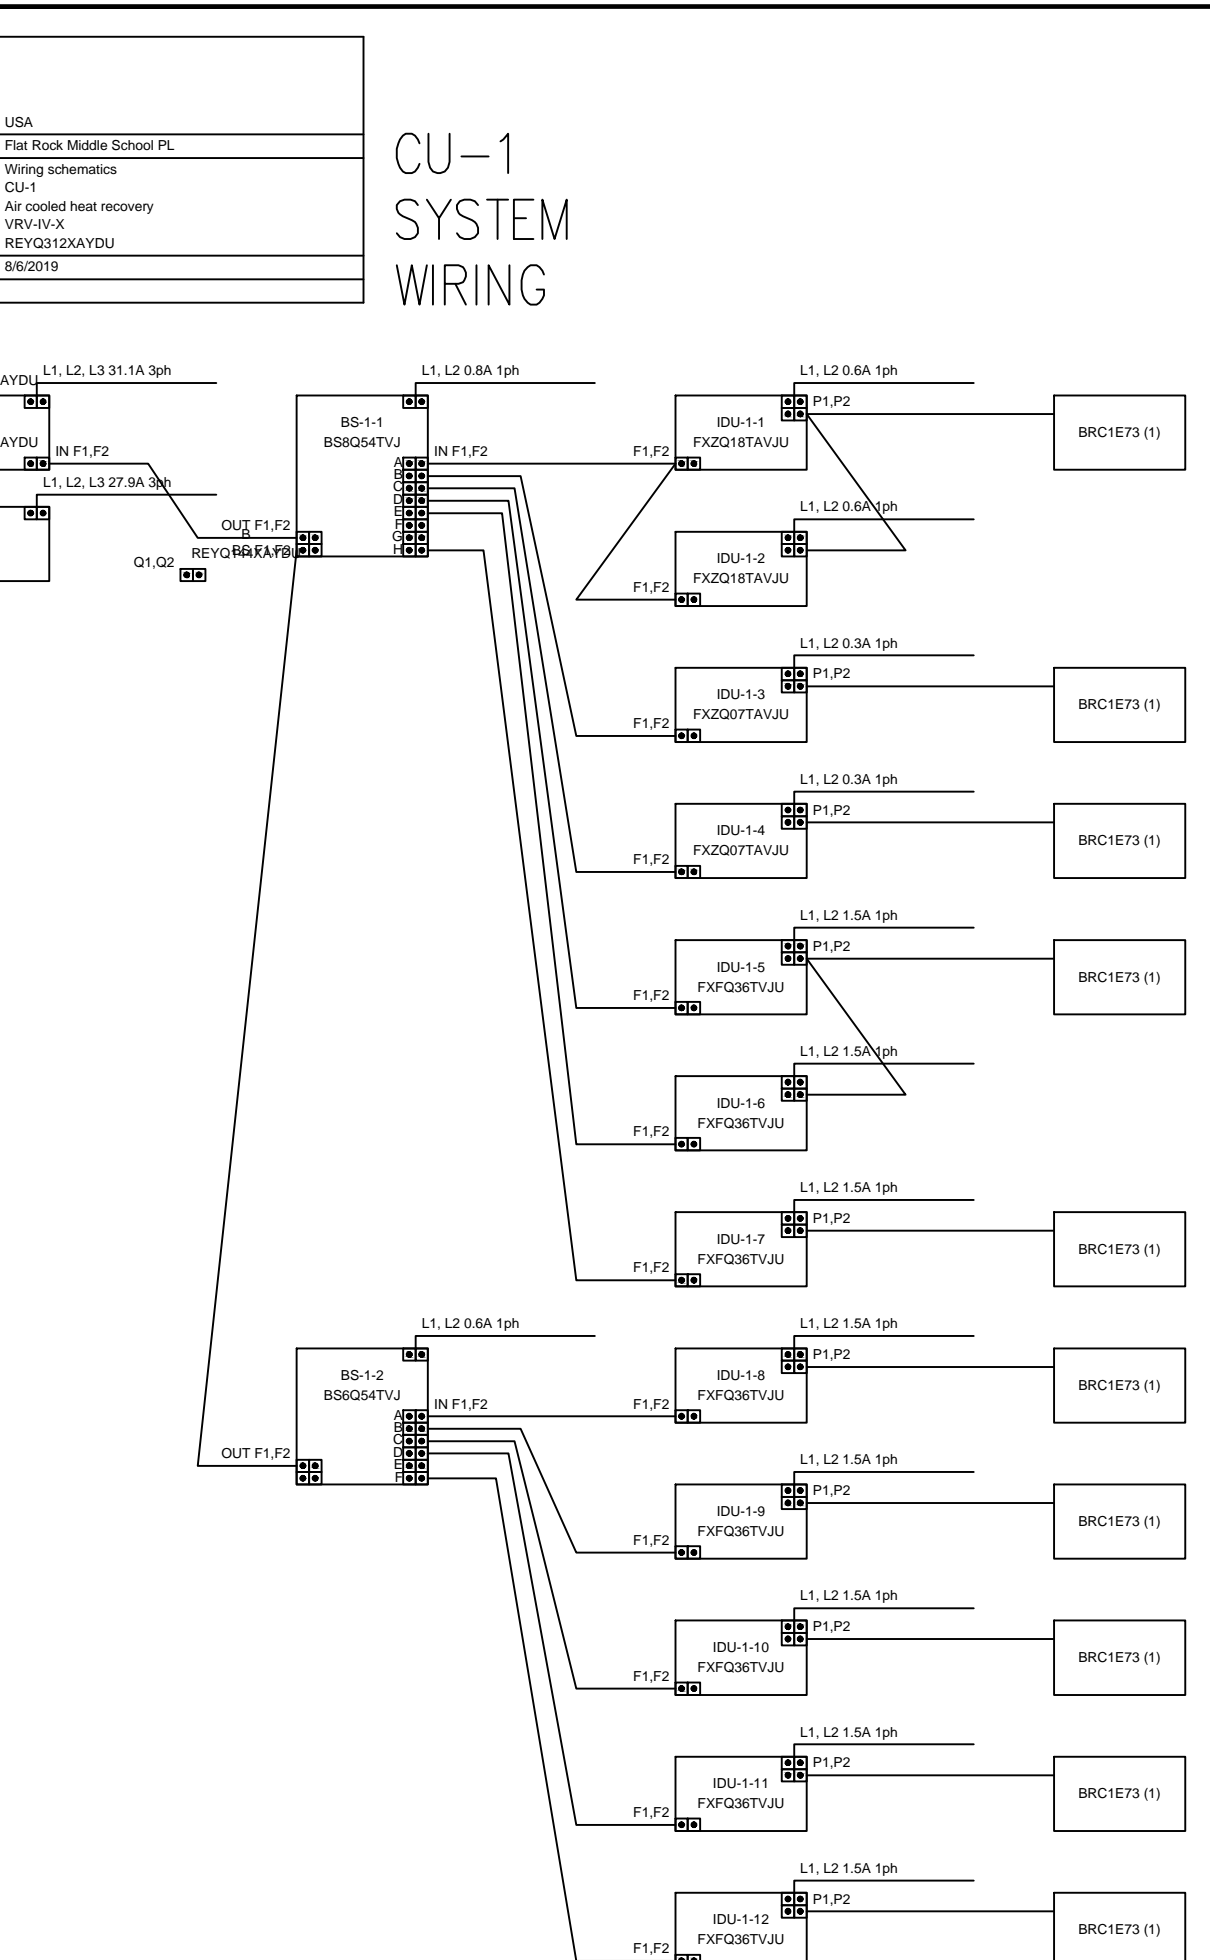 USA
Flat Rock Middle School PL
Wiring schematics
CU-1
Air cooled heat recovery
VRV-IV-X
REYQ312XAYDU
8/6/2019
CU-1
SYSTEM
WIRING
AYDU
L1, L2, L3 31.1A 3ph
AYDU
IN F1,F2
L1, L2, L3 27.9A 3ph
OUT F1,F2
B
BS F1,F2
REYQ144XAYDU
Q1,Q2
L1, L2 0.8A 1ph
BS-1-1
BS8Q54TVJ
IN F1,F2
A
B
C
D
E
F
G
H
L1, L2 0.6A 1ph
P1,P2
IDU-1-1
FXZQ18TAVJU
F1,F2
BRC1E73 (1)
L1, L2 0.6A 1ph
IDU-1-2
FXZQ18TAVJU
F1,F2
L1, L2 0.3A 1ph
P1,P2
IDU-1-3
FXZQ07TAVJU
F1,F2
BRC1E73 (1)
L1, L2 0.3A 1ph
P1,P2
IDU-1-4
FXZQ07TAVJU
F1,F2
BRC1E73 (1)
L1, L2 1.5A 1ph
P1,P2
IDU-1-5
FXFQ36TVJU
F1,F2
BRC1E73 (1)
L1, L2 1.5A 1ph
IDU-1-6
FXFQ36TVJU
F1,F2
L1, L2 1.5A 1ph
P1,P2
IDU-1-7
FXFQ36TVJU
F1,F2
BRC1E73 (1)
L1, L2 0.6A 1ph
BS-1-2
BS6Q54TVJ
IN F1,F2
A
B
C
D
E
F
OUT F1,F2
L1, L2 1.5A 1ph
P1,P2
IDU-1-8
FXFQ36TVJU
F1,F2
BRC1E73 (1)
L1, L2 1.5A 1ph
P1,P2
IDU-1-9
FXFQ36TVJU
F1,F2
BRC1E73 (1)
L1, L2 1.5A 1ph
P1,P2
IDU-1-10
FXFQ36TVJU
F1,F2
BRC1E73 (1)
L1, L2 1.5A 1ph
P1,P2
IDU-1-11
FXFQ36TVJU
F1,F2
BRC1E73 (1)
L1, L2 1.5A 1ph
P1,P2
IDU-1-12
FXFQ36TVJU
F1,F2
BRC1E73 (1)